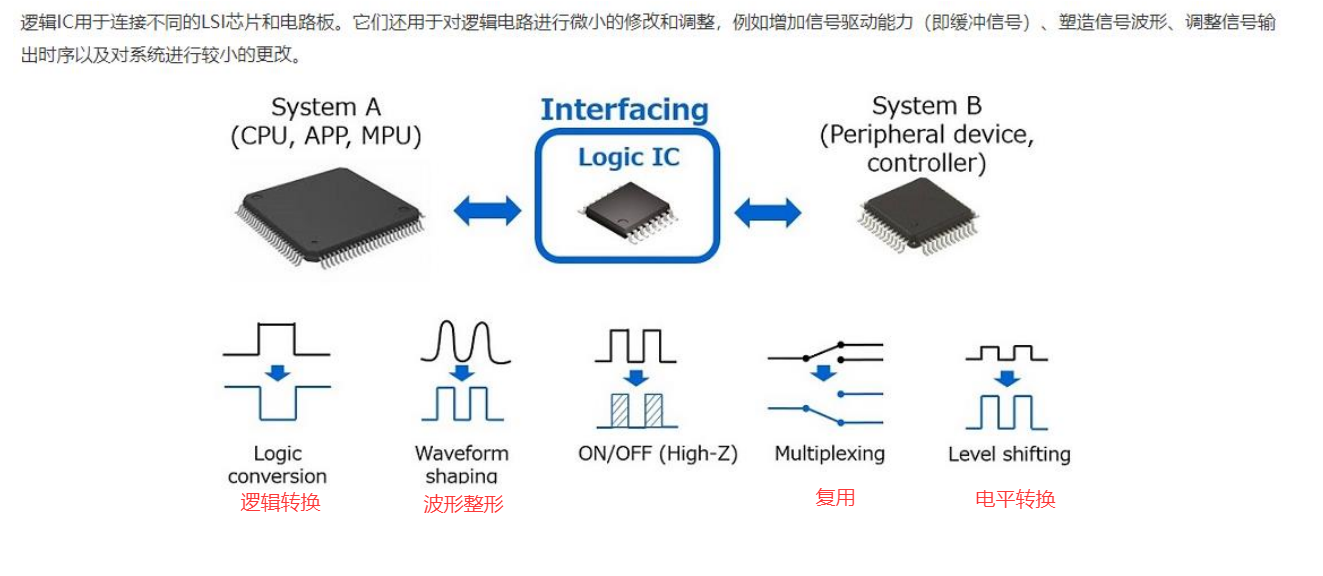 逻辑IC用于连接不同的LSI芯片和电路板。它们还用于对逻辑电路进行微小的修改和调整，例如增加信号驱动能力（即缓冲信号）、塑造信号波形、调整信号输
出时序以及对系统进行较小的更改。
System A
(CPU, APP, MPU)
Interfacing
Logic IC
System B
(Peripheral device,
controller)
Logic
conversion
逻辑转换
Waveform
shaping
波形整形
ON/OFF (High-Z)
Multiplexing
复用
Level shifting
电平转换